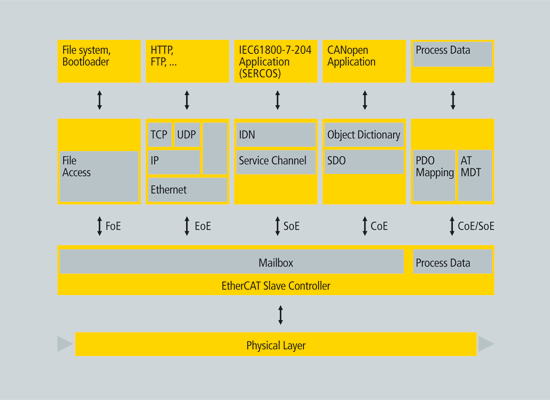 File system,
Bootloader
HTTP,
FTP, ...
IEC61800-7-204
Application
(SERCOS)
CANopen
Application
Process Data
File
Access
TCP
UDP
IP
Ethernet
IDN
Service Channel
Object Dictionary
SDO
PDO
Mapping
AT
MDT
FoE
EoE
SoE
CoE
CoE/SoE
Mailbox
Process Data
EtherCAT Slave Controller
Physical Layer